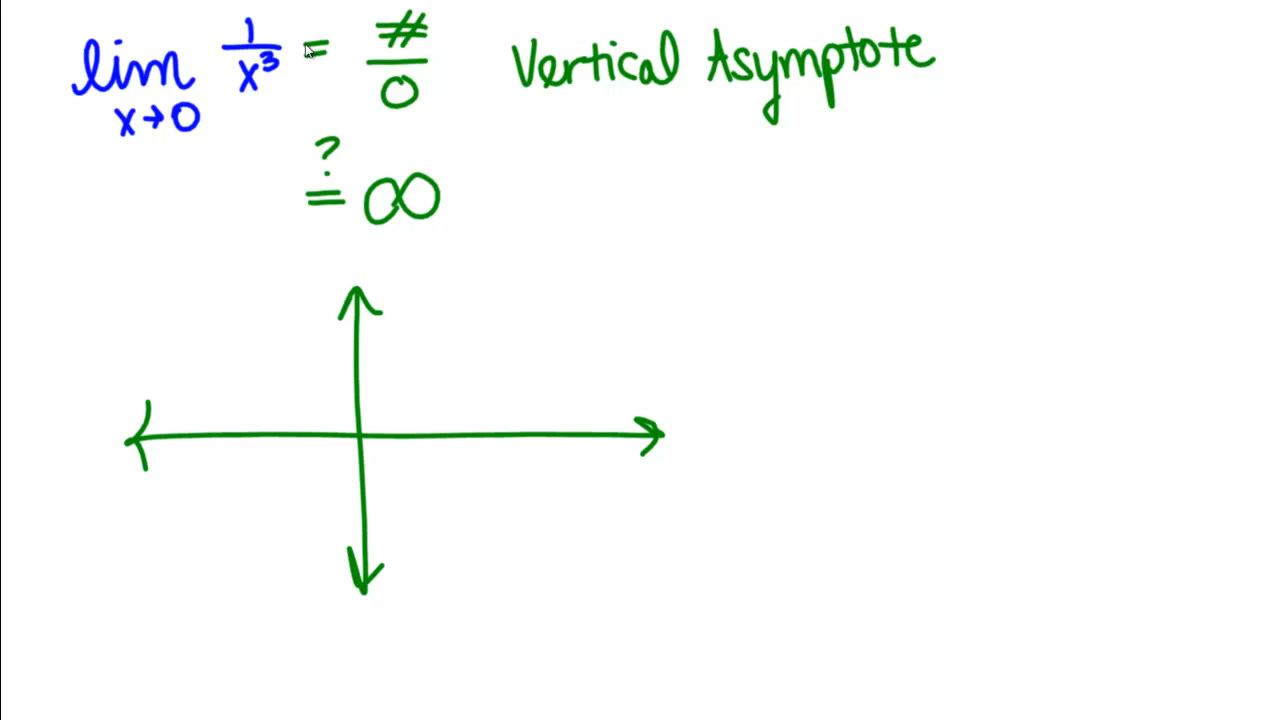 lim x→0 1/x³ = #/0 Vertical Asymptote
≟ ∞